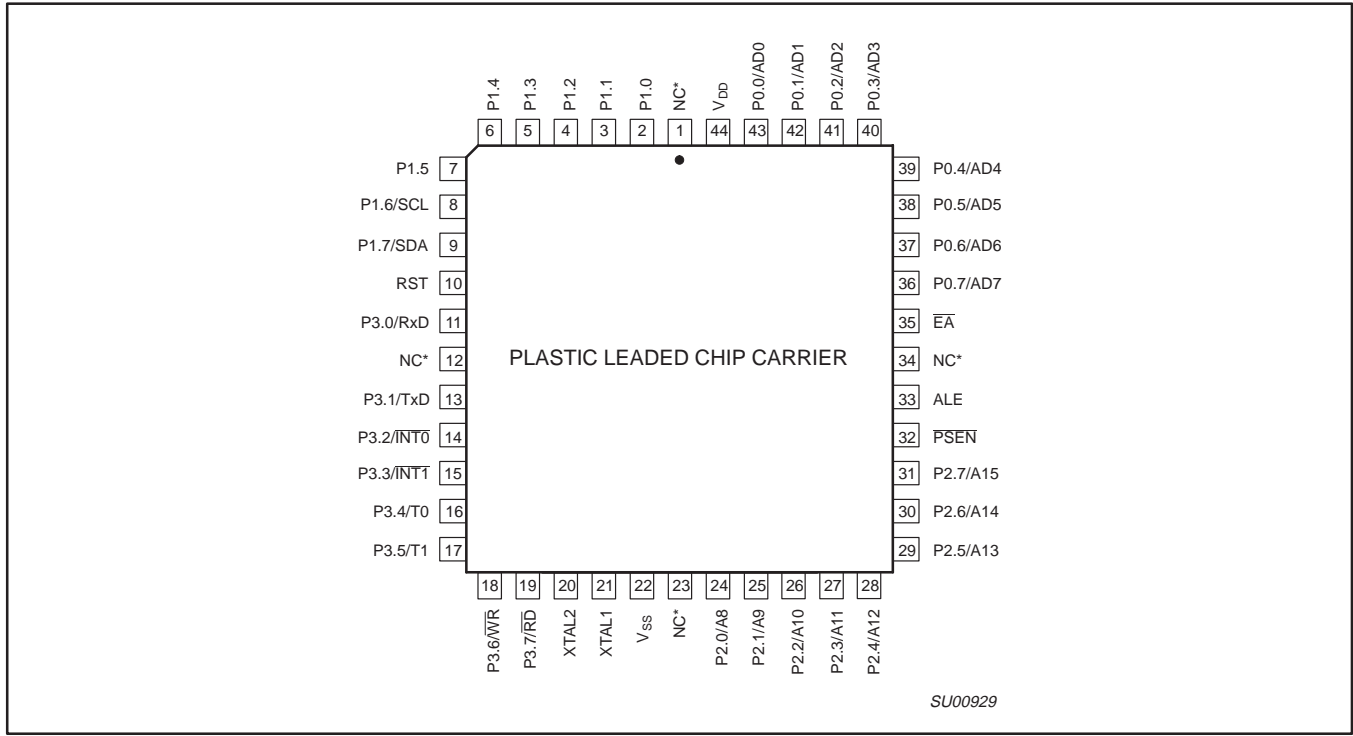 P1.4
P1.3
P1.2
P1.1
P1.0
NC*
VDD
P0.0/AD0
P0.1/AD1
P0.2/AD2
P0.3/AD3
6
5
4
3
2
1
44
43
42
41
40
P1.5 7
P1.6/SCL 8
P1.7/SDA 9
RST 10
P3.0/RxD 11
NC* 12
P3.1/TxD 13
P3.2/I̅N̅T̅0̅ 14
P3.3/I̅N̅T̅1̅ 15
P3.4/T0 16
P3.5/T1 17
PLASTIC LEADED CHIP CARRIER
39 P0.4/AD4
38 P0.5/AD5
37 P0.6/AD6
36 P0.7/AD7
35 E̅A̅
34 NC*
33 ALE
32 P̅S̅E̅N̅
31 P2.7/A15
30 P2.6/A14
29 P2.5/A13
18
19
20
21
22
23
24
25
26
27
28
P3.6/W̅R̅
P3.7/R̅D̅
XTAL2
XTAL1
VSS
NC*
P2.0/A8
P2.1/A9
P2.2/A10
P2.3/A11
P2.4/A12
SU00929